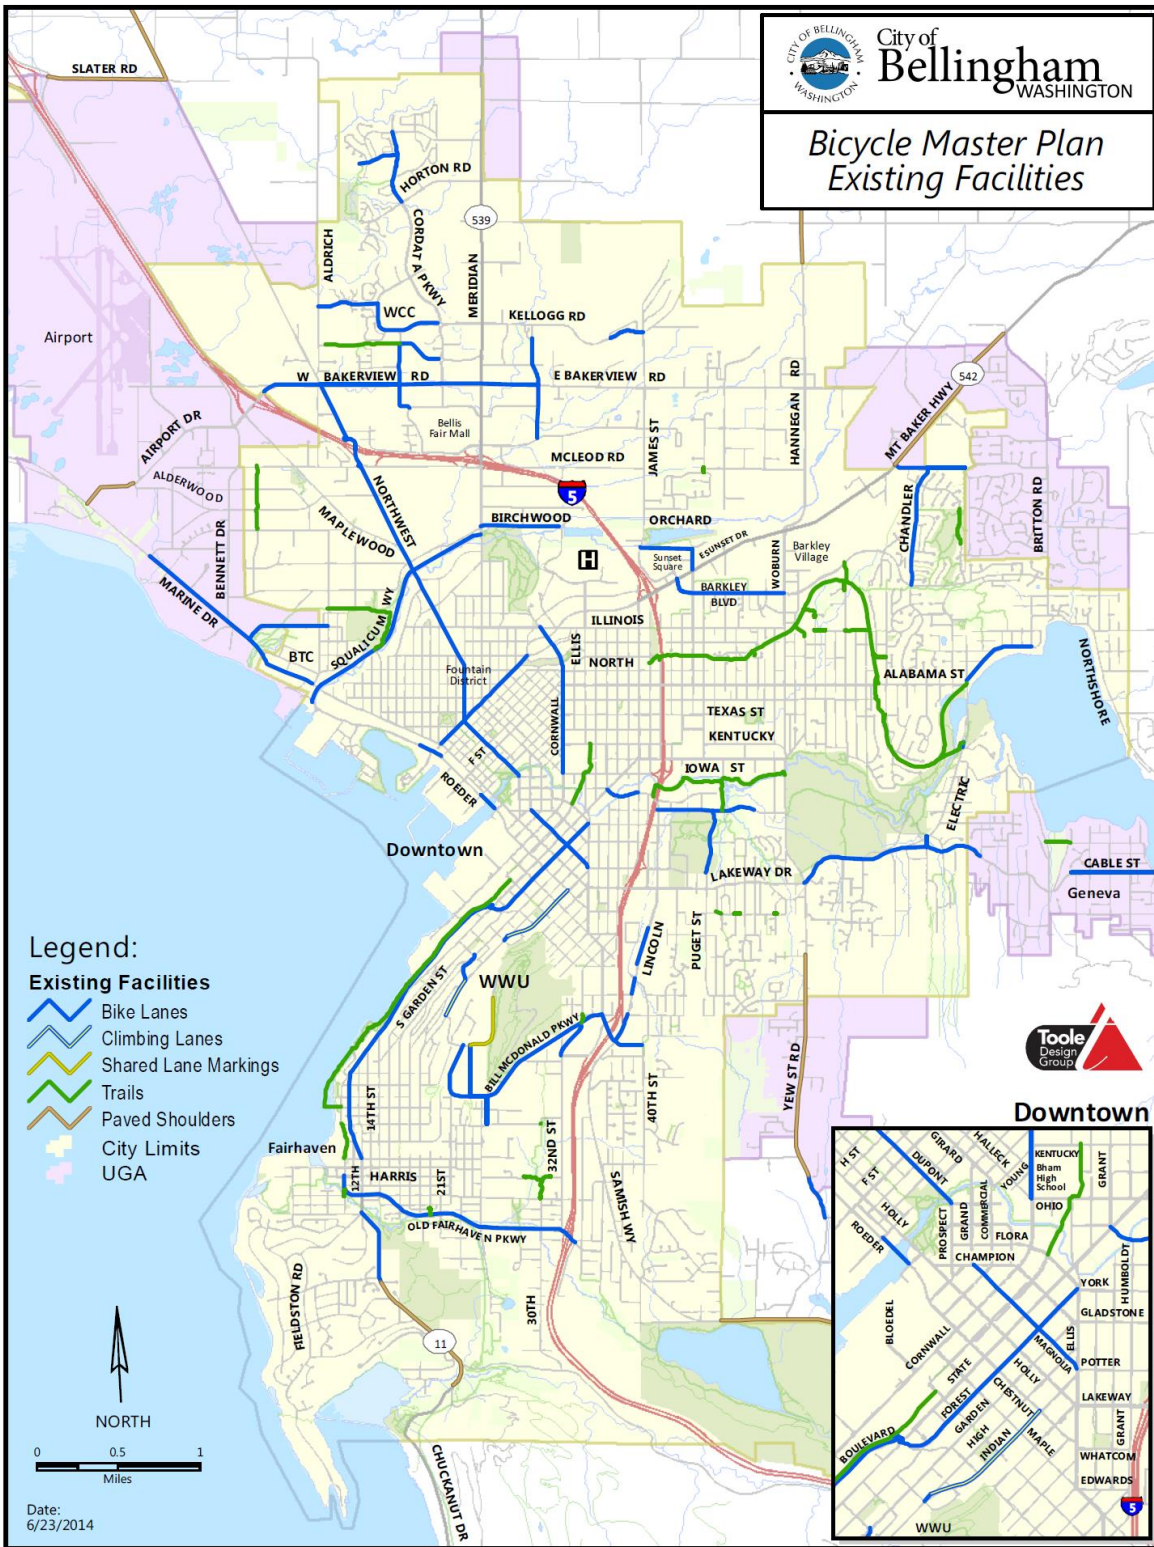 CITY OF BELLINGHAM
WASHINGTON
City of
Bellingham
WASHINGTON
Bicycle Master Plan
Existing Facilities
SLATER RD
HORTON RD
539
CORDATA PKWY
ALDRICH
MERIDIAN
WCC
KELLOGG RD
Airport
W BAKERVIEW RD
E BAKERVIEW RD
HANNEGAN RD
542
MT BAKER HWY
AIRPORT DR
Bellis
Fair Mall
JAMES ST
MCLEOD RD
ALDERWOOD
5
NORTHWEST
MAPLEWOOD
BIRCHWOOD
ORCHARD
CHANDLER
BRITTON RD
BENNETT DR
E SUNSET DR
Sunset
Square
WOBURN
Barkley
Village
H
MARINE DR
BARKLEY
BLVD
SQUALICUM WY
ILLINOIS
BTC
ELLIS
NORTH
Fountain
District
ALABAMA ST
NORTHSHORE
CORNWALL
TEXAS ST
KENTUCKY
F ST
ROEDER
IOWA ST
ELECTRIC
Downtown
LAKEWAY DR
CABLE ST
Geneva
LINCOLN
PUGET ST
Legend:
Existing Facilities
Bike Lanes
Climbing Lanes
Shared Lane Markings
Trails
Paved Shoulders
City Limits
UGA
WWU
S GARDEN ST
BILL MCDONALD PKWY
YEW ST RD
Toole
Design
Group
14TH ST
40TH ST
Fairhaven
32ND ST
12TH
HARRIS
21ST
SAMISH WY
OLD FAIRHAVEN PKWY
FIELDSTON RD
30TH
11
CHUCKANUT DR
NORTH
0 0.5 1
Miles
Date:
6/23/2014
Downtown
H ST
F ST
DUPONT
GIRARD
HALLECK
YOUNG
KENTUCKY
Bham
High
School
GRANT
OHIO
HOLLY
ROEDER
PROSPECT
GRAND
COMMERCIAL
FLORA
CHAMPION
HUMBOLDT
YORK
GLADSTONE
BLOEDEL
ELLIS
CORNWALL
MAGNOLIA
POTTER
STATE
HOLLY
FOREST
CHESTNUT
LAKEWAY
GARDEN
GRANT
BOULEVARD
HIGH
INDIAN
MAPLE
WHATCOM
EDWARDS
5
WWU